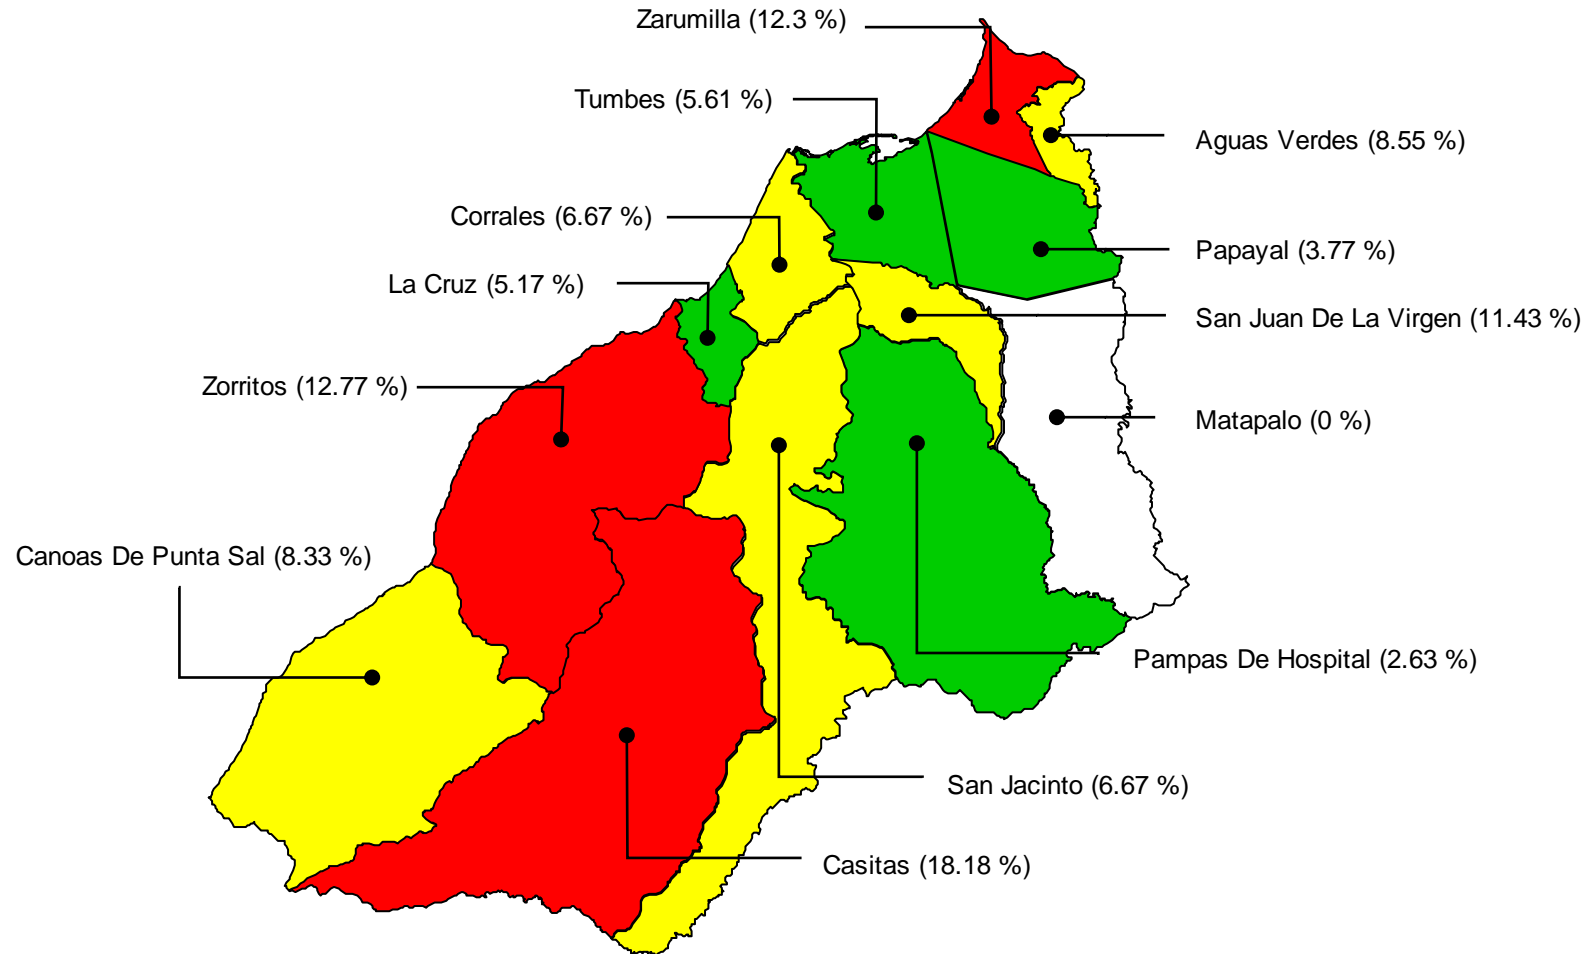 Zarumilla (12.3 %)
Tumbes (5.61 %)
Aguas Verdes (8.55 %)
Corrales (6.67 %)
Papayal (3.77 %)
La Cruz (5.17 %)
San Juan De La Virgen (11.43 %)
Zorritos (12.77 %)
Matapalo (0 %)
Canoas De Punta Sal (8.33 %)
Pampas De Hospital (2.63 %)
San Jacinto (6.67 %)
Casitas (18.18 %)